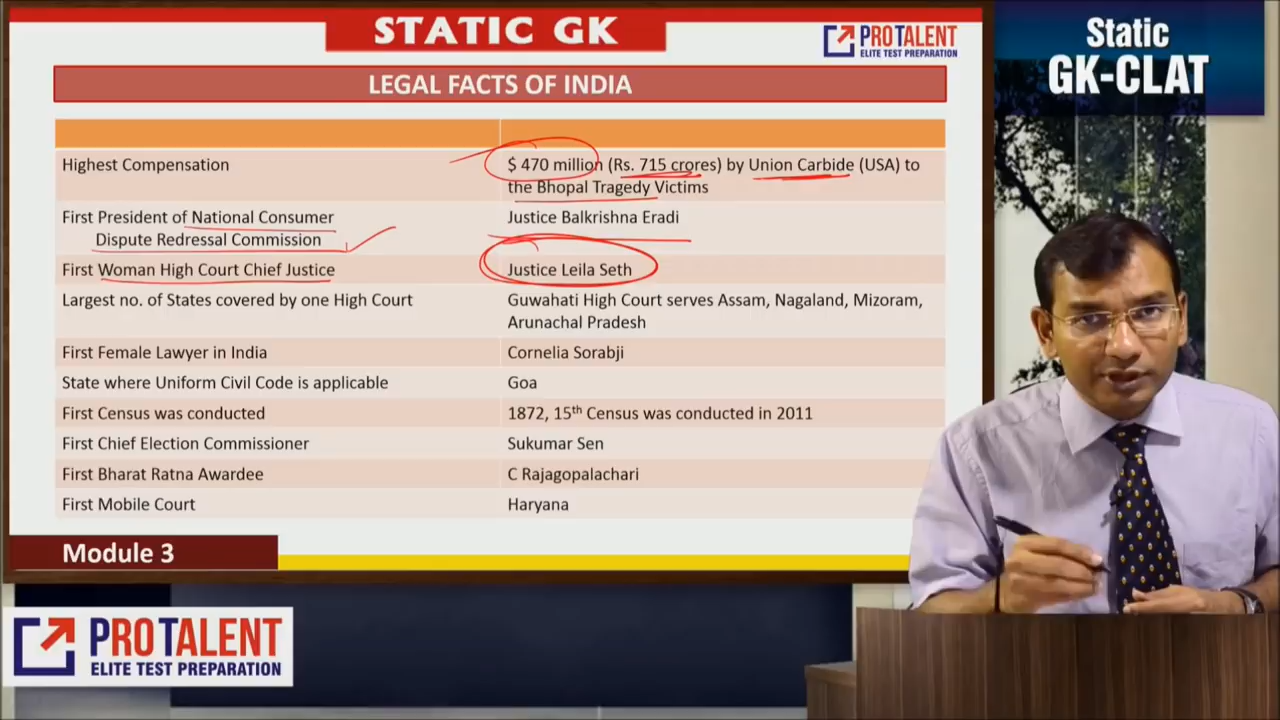 STATIC GK
PROTALENT
ELITE TEST PREPARATION
Static
GK-CLAT
LEGAL FACTS OF INDIA
Highest Compensation
$ 470 million (Rs. 715 crores) by Union Carbide (USA) to
the Bhopal Tragedy Victims
First President of National Consumer
Dispute Redressal Commission
Justice Balkrishna Eradi
First Woman High Court Chief Justice
Justice Leila Seth
Largest no. of States covered by one High Court
Guwahati High Court serves Assam, Nagaland, Mizoram,
Arunachal Pradesh
First Female Lawyer in India
Cornelia Sorabji
State where Uniform Civil Code is applicable
Goa
First Census was conducted
1872, 15th Census was conducted in 2011
First Chief Election Commissioner
Sukumar Sen
First Bharat Ratna Awardee
C Rajagopalachari
First Mobile Court
Haryana
Module 3
PROTALENT
ELITE TEST PREPARATION